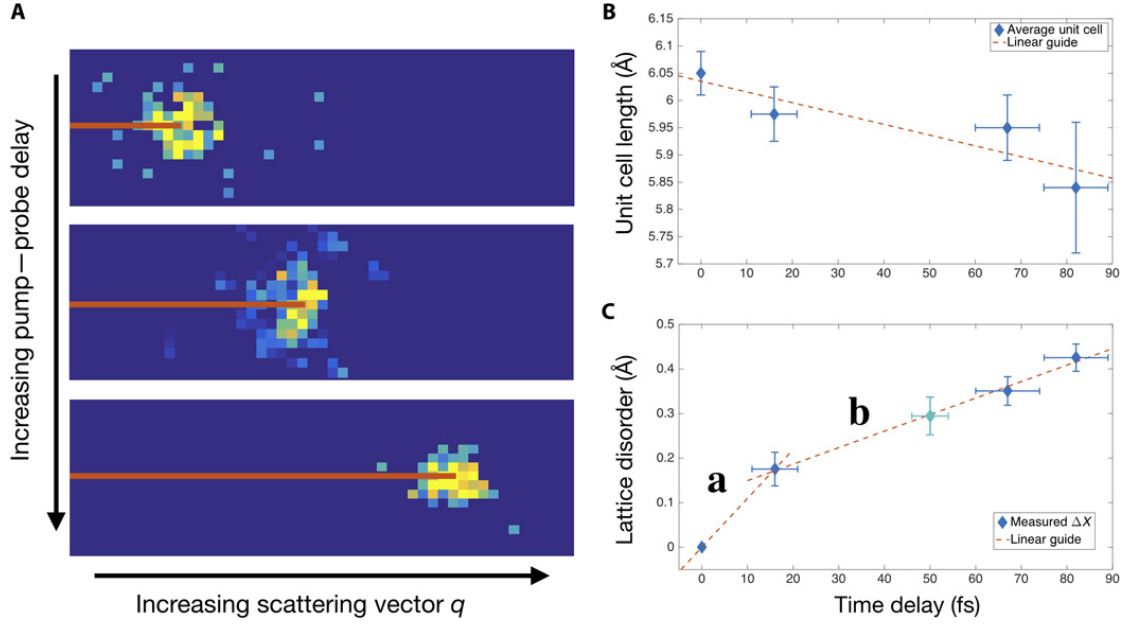 A
Increasing pump—probe delay
Increasing scattering vector q
B
Unit cell length (Å)
6.15
6.1
6.05
6
5.95
5.9
5.85
5.8
5.75
5.7
Average unit cell
Linear guide
0 10 20 30 40 50 60 70 80 90
C
Lattice disorder (Å)
0.5
0.4
0.3
0.2
0.1
0
a
b
Measured ΔX
Linear guide
0 10 20 30 40 50 60 70 80 90
Time delay (fs)